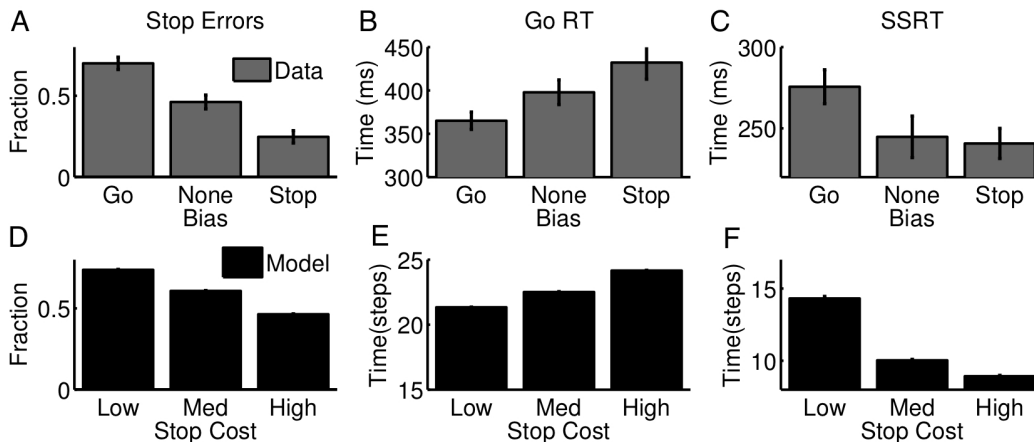 A Stop Errors
Fraction
0.5
0
Data
Go None Stop
Bias
B Go RT
Time (ms)
450
400
350
300
Go None Stop
Bias
C SSRT
Time (ms)
300
250
Go None Stop
D
Fraction
0.5
0
Model
Low Med High
Stop Cost
E
Time(steps)
25
20
15
Low Med High
Stop Cost
F
Time(steps)
15
10
Low Med High